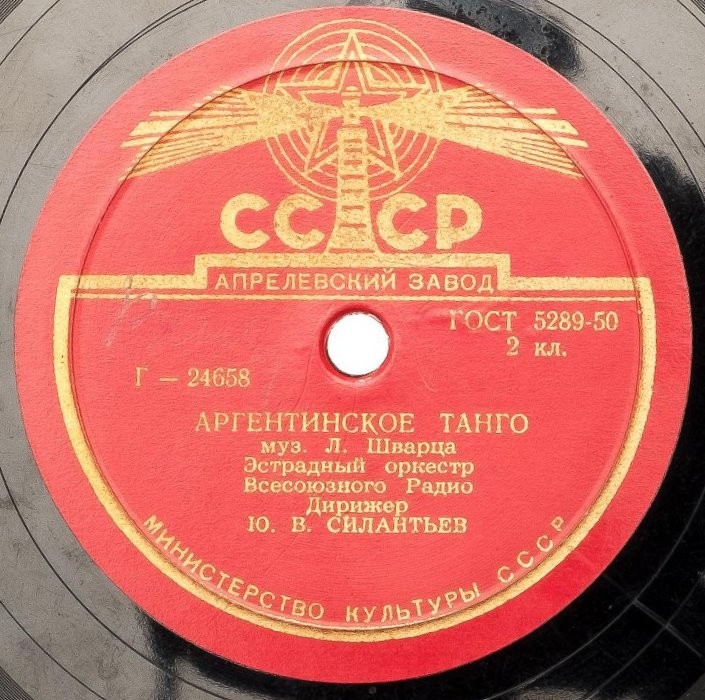 СССР
АПРЕЛЕВСКИЙ ЗАВОД
ГОСТ 5289-50
2 кл.
Г — 24658
АРГЕНТИНСКОЕ ТАНГО
муз. Л. Шварца
Эстрадный оркестр
Всесоюзного Радио
Дирижер
Ю. В. СИЛАНТЬЕВ
МИНИСТЕРСТВО КУЛЬТУРЫ СССР